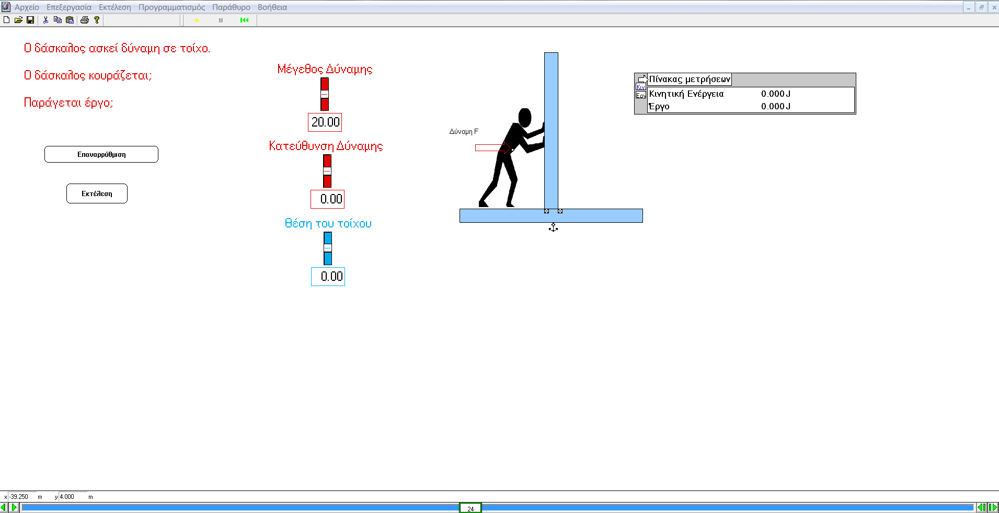 Αρχείο Επεξεργασία Εκτέλεση Προγραμματισμός Παράθυρο Βοήθεια
Ο δάσκαλος ασκεί δύναμη σε τοίχο.
Ο δάσκαλος κουράζεται;
Παράγεται έργο;
Επαναρρύθμιση
Εκτέλεση
Μέγεθος Δύναμης
20.00
Κατεύθυνση Δύναμης
0.00
Θέση του τοίχου
0.00
Δύναμη F
Πίνακας μετρήσεων
Κιν
Κινητική Ενέργεια 0.000 J
Εργ
Έργο 0.000 J
x -39.250 m y 4.000 m
24